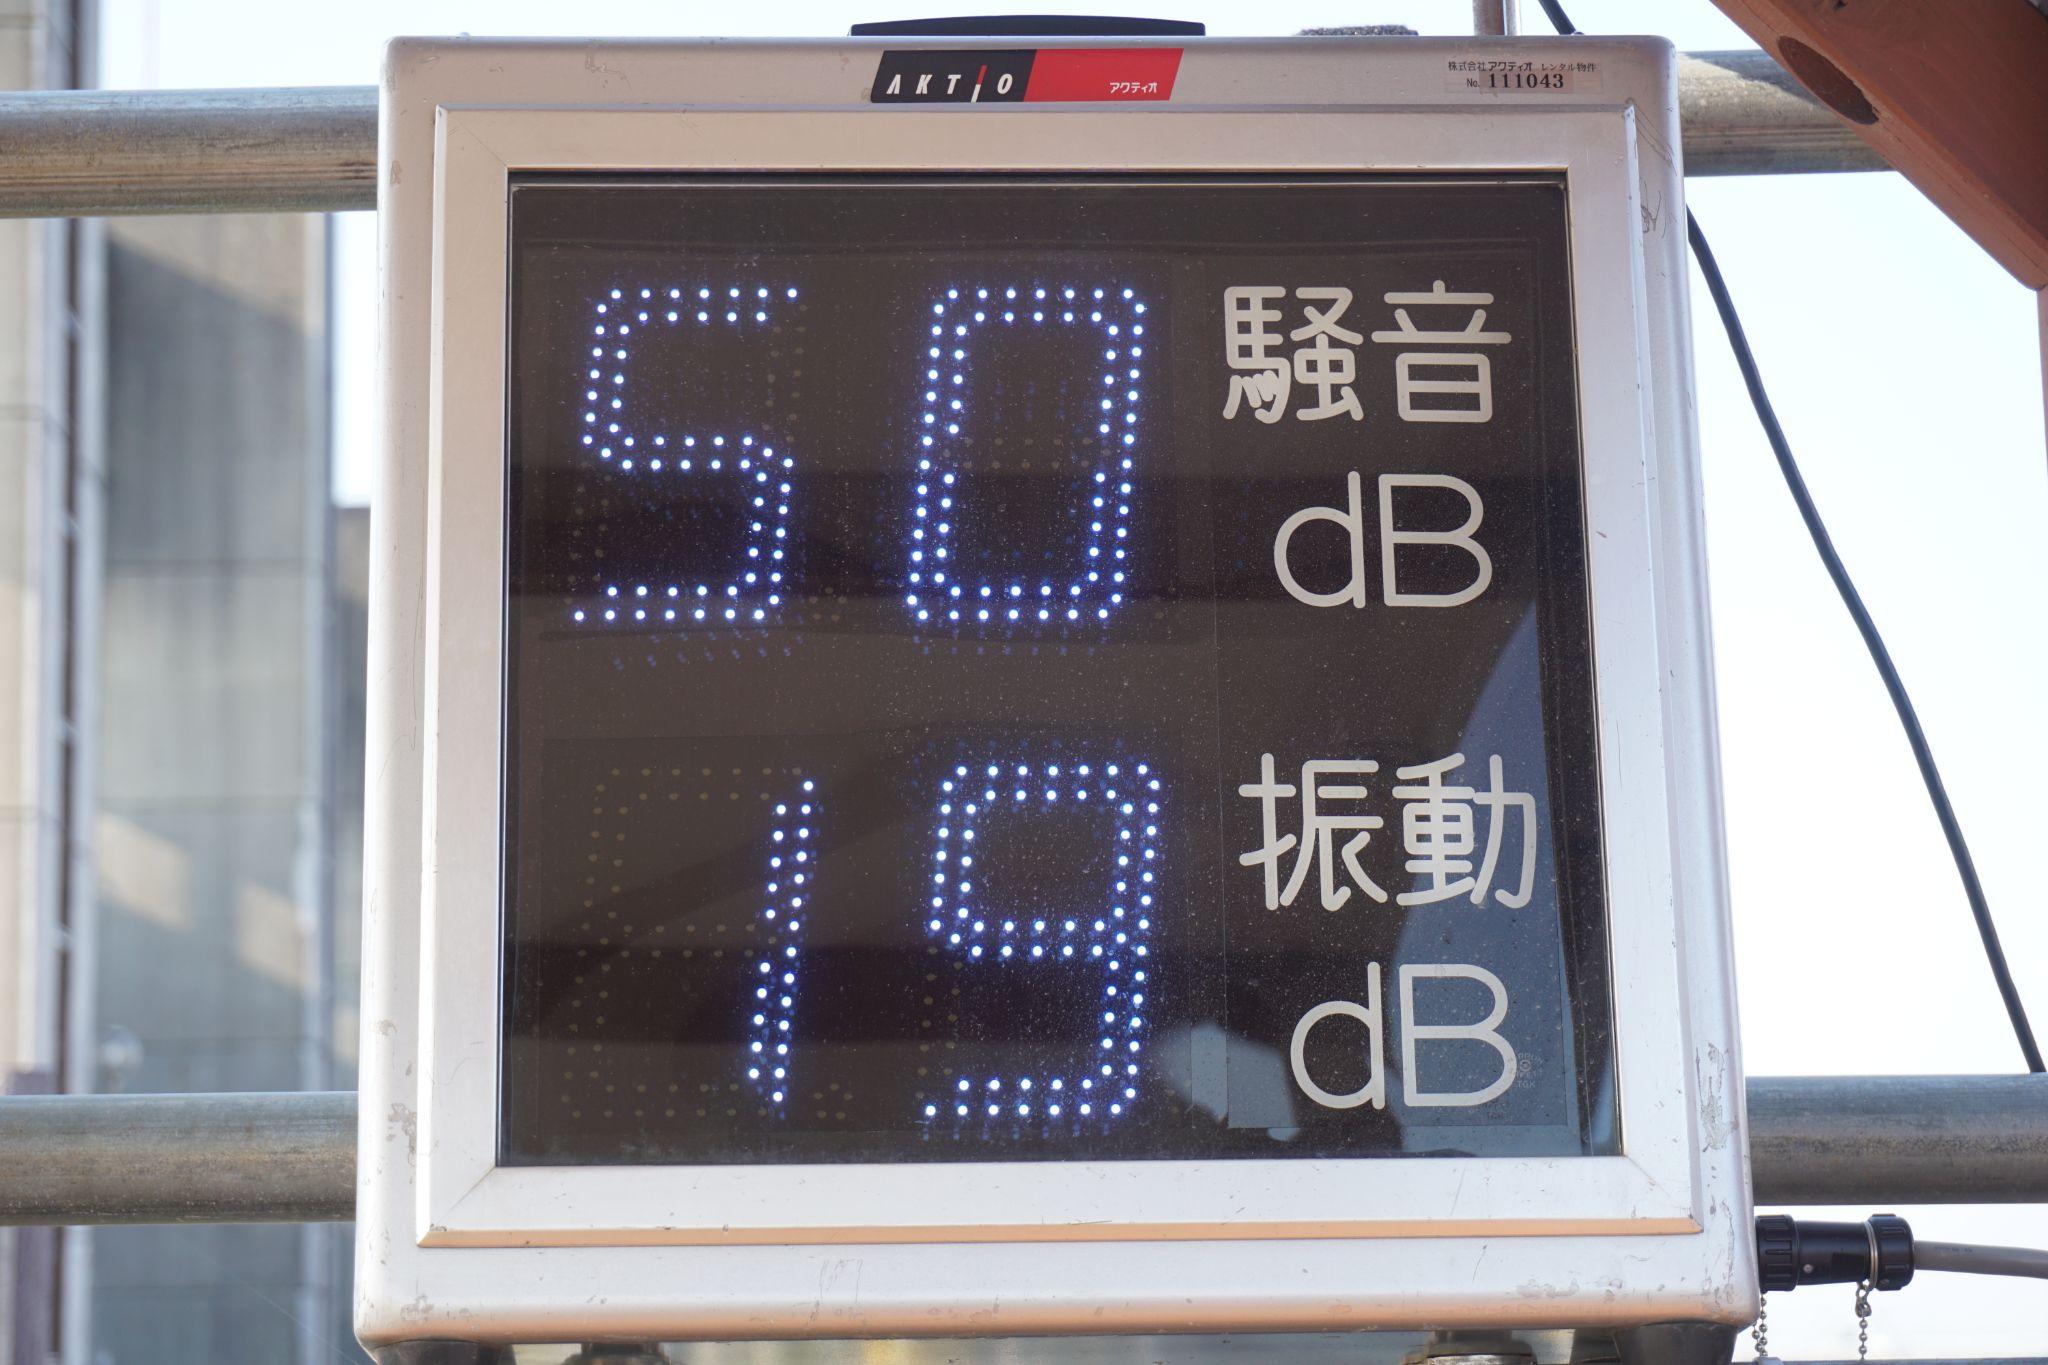 AKTIO アクティオ
株式会社アクティオ レンタル物件
No. 111043
50 騒音
dB
19 振動
dB